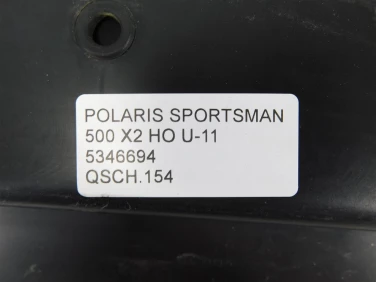 POLARIS SPORTSMAN
500 X2 HO U-11
5346694
QSCH.154